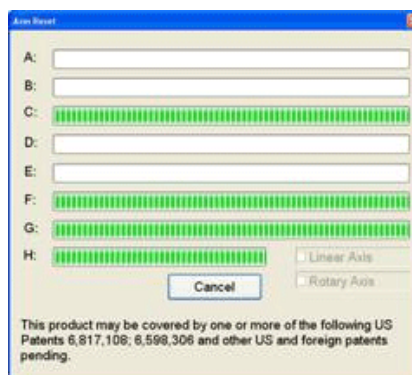 Arm Reset
A:
B:
C:
D:
E:
F:
G:
H:
Linear Axis
Rotary Axis
Cancel
This product may be covered by one or more of the following US
Patents 6,817,108; 6,598,306 and other US and foreign patents
pending.